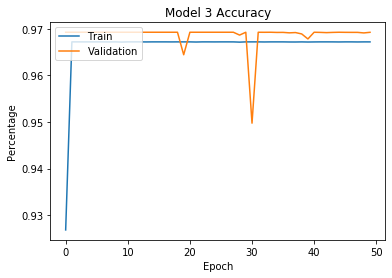 Model 3 Accuracy
0.97
0.96
0.95
0.94
0.93
Percentage
Train
Validation
0 10 20 30 40 50
Epoch